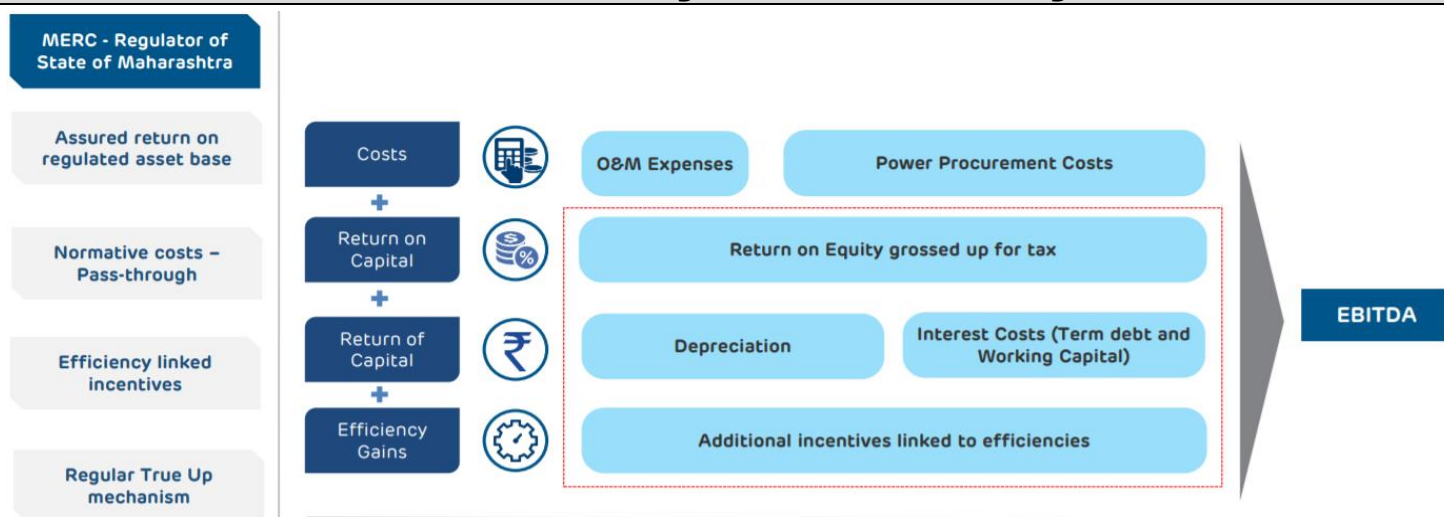 MERC - Regulator of
State of Maharashtra
Assured return on
regulated asset base
Normative costs –
Pass-through
Efficiency linked
incentives
Regular True Up
mechanism
Costs
O&M Expenses
Power Procurement Costs
+
Return on
Capital
Return on Equity grossed up for tax
+
Return of
Capital
Depreciation
Interest Costs (Term debt and
Working Capital)
+
Efficiency
Gains
Additional incentives linked to efficiencies
EBITDA